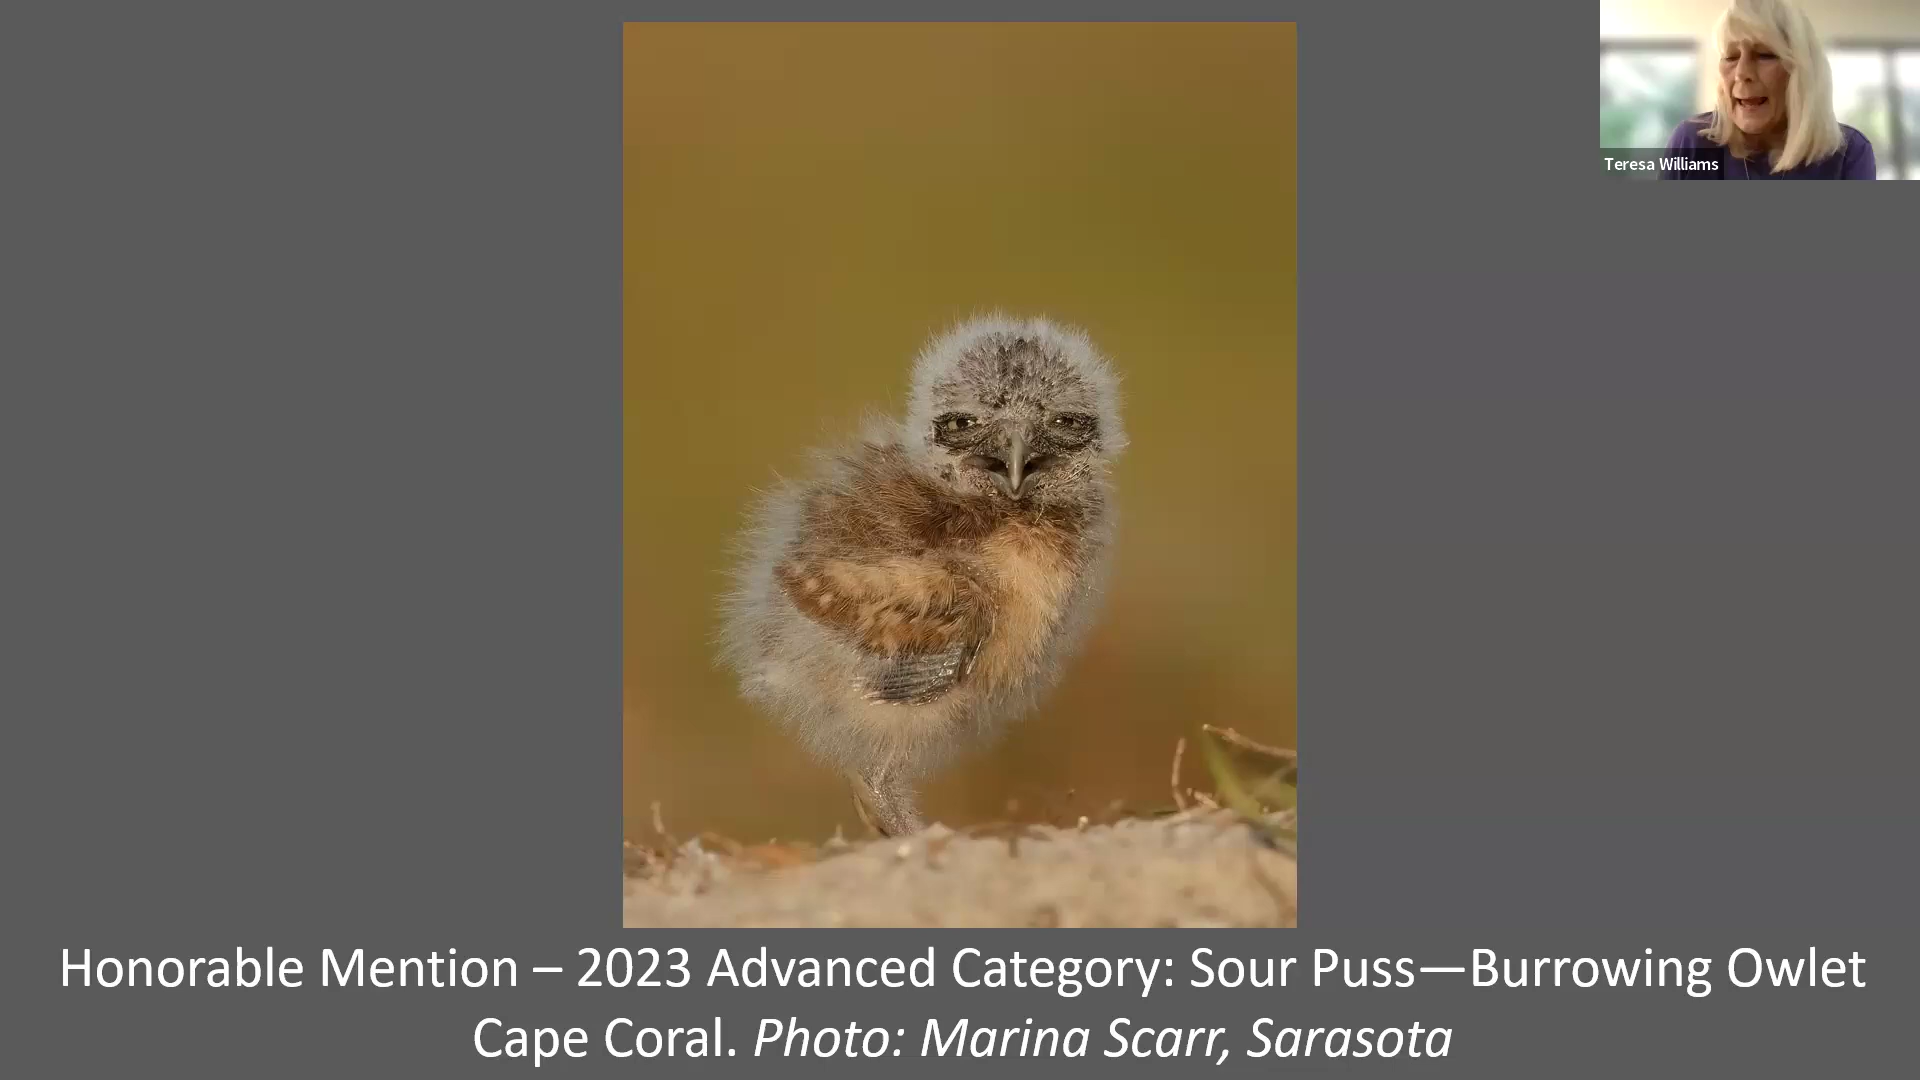 Teresa Williams
Honorable Mention – 2023 Advanced Category: Sour Puss—Burrowing Owlet
Cape Coral. Photo: Marina Scarr, Sarasota